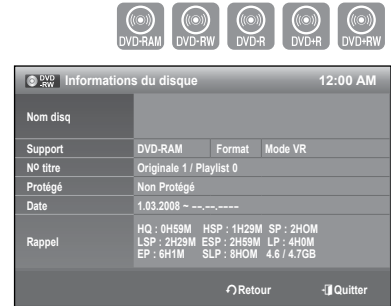 DVD-RAM DVD-RW DVD-R DVD+R DVD+RW
DVD -RW Informations du disque 12:00 AM
Nom disq
Support DVD-RAM Format Mode VR
Nº titre Originale 1 / Playlist 0
Protégé Non Protégé
Date 1.03.2008 ~ --.--.----
Rappel
HQ : 0H59M HSP : 1H29M SP : 2H0M
LSP : 2H29M ESP : 2H59M LP : 4H0M
EP : 6H1M SLP : 8H0M 4.6 / 4.7GB
Retour Quitter